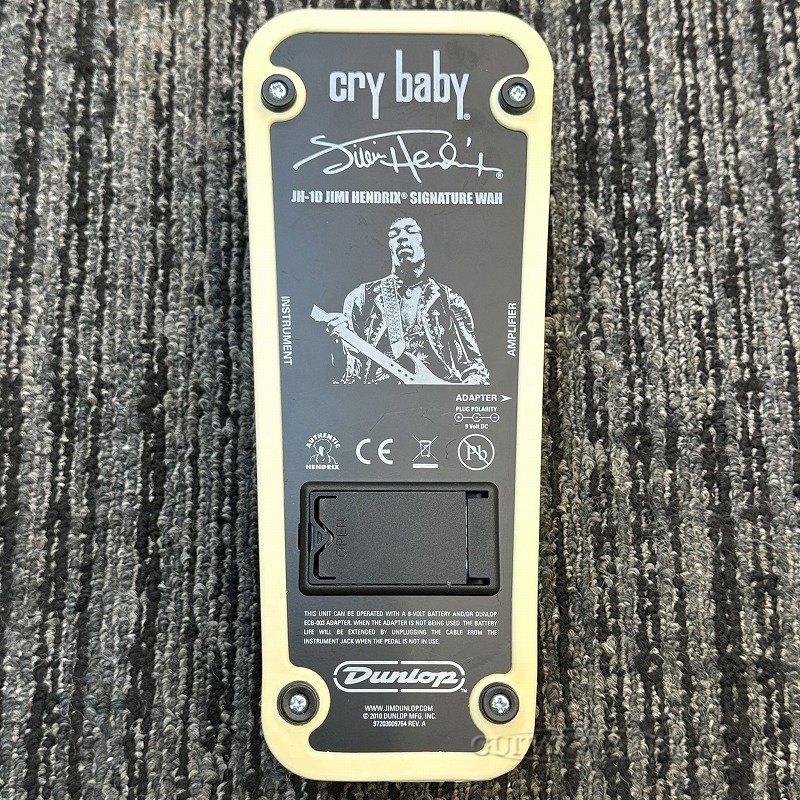 cry baby®
Jimi Hendrix®
JH-1D JIMI HENDRIX® SIGNATURE WAH
INSTRUMENT
AMPLIFIER
ADAPTER >
PLUG POLARITY
9 Volt DC
AUTHENTIC
HENDRIX
CE
Pb
OPEN
THIS UNIT CAN BE OPERATED WITH A 9-VOLT BATTERY AND/OR DUNLOP
ECB-003 ADAPTER. WHEN THE ADAPTER IS NOT BEING USED, THE BATTERY
LIFE WILL BE EXTENDED BY UNPLUGGING THE CABLE FROM THE
INSTRUMENT JACK WHEN THE PEDAL IS NOT IN USE.
Dunlop™
WWW.JIMDUNLOP.COM
© 2010 DUNLOP MFG, INC.
97203009764 REV. A